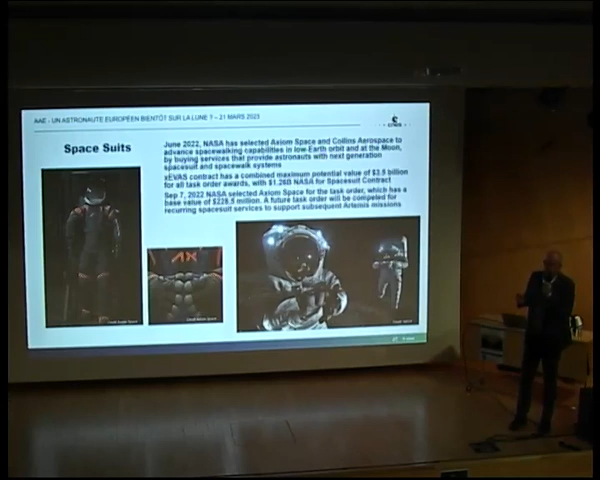 AAE - UN ASTRONAUTE EUROPÉEN BIENTÔT SUR LA LUNE ? – 21 MARS 2023
Space Suits
June 2022, NASA has selected Axiom Space and Collins Aerospace to
advance spacewalking capabilities in low-Earth orbit and at the Moon,
by buying services that provide astronauts with next generation
spacesuit and spacewalk systems
xEVAS contract has a combined maximum potential value of $3.5 billion
for all task order awards, with $1.26B NASA for Spacesuit Contract
Sep 7, 2022 NASA selected Axiom Space for the task order, which has a
base value of $228.5 million. A future task order will be competed for
recurring spacesuit services to support subsequent Artemis missions
AX